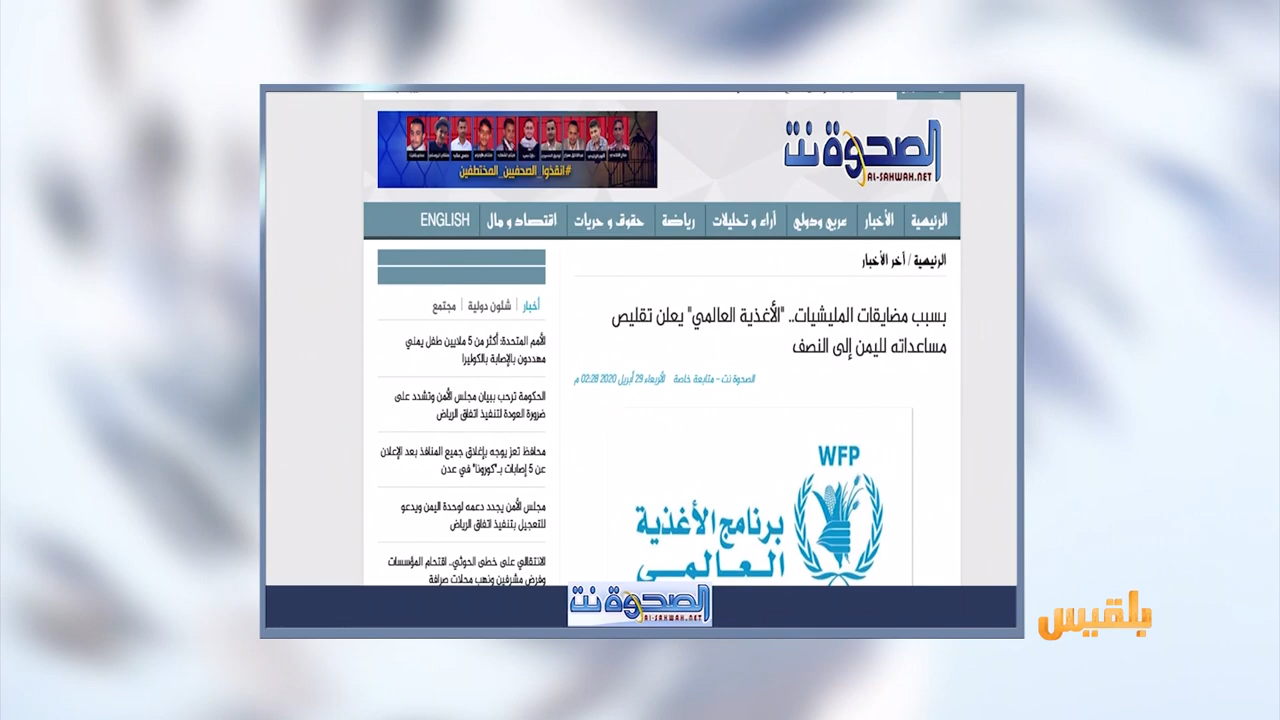 #انقذوا_الصحفيين_المختطفين
الصحوة نت
AL-SAHWAH.NET
الرئيسية
الأخبار
عربي ودولي
آراء و تحليلات
رياضة
حقوق و حريات
اقتصاد و مال
ENGLISH
الرئيسية / أخر الأخبار
بسبب مضايقات المليشيات.. "الأغذية العالمي" يعلن تقليص
مساعداته لليمن إلى النصف
الصحوة نت - متابعة خاصة الأربعاء 29 أبريل 2020 02:28 م
WFP
برنامج الأغذية
العالمي
أخبار | شئون دولية | مجتمع
الأمم المتحدة: أكثر من 5 ملايين طفل يمني
مهددون بالإصابة بالكوليرا
الحكومة ترحب ببيان مجلس الأمن وتشدد على
ضرورة العودة لتنفيذ اتفاق الرياض
محافظ تعز يوجه بإغلاق جميع المنافذ بعد الإعلان
عن 5 إصابات بـ"كورونا" في عدن
مجلس الأمن يجدد دعمه لوحدة اليمن ويدعو
للتعجيل بتنفيذ اتفاق الرياض
الانتقالي على خطى الحوثي.. اقتحام المؤسسات
وفرض مشرفين ونهب محلات صرافة
الصحوة نت
AL-SAHWAH.NET
بلقيس